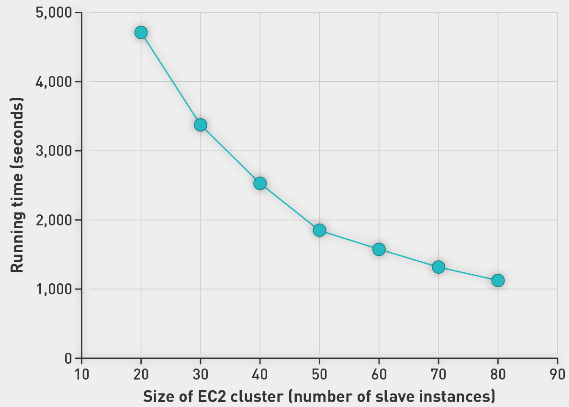 5,000
4,000
3,000
2,000
1,000
0
Running time (seconds)
10 20 30 40 50 60 70 80 90
Size of EC2 cluster (number of slave instances)